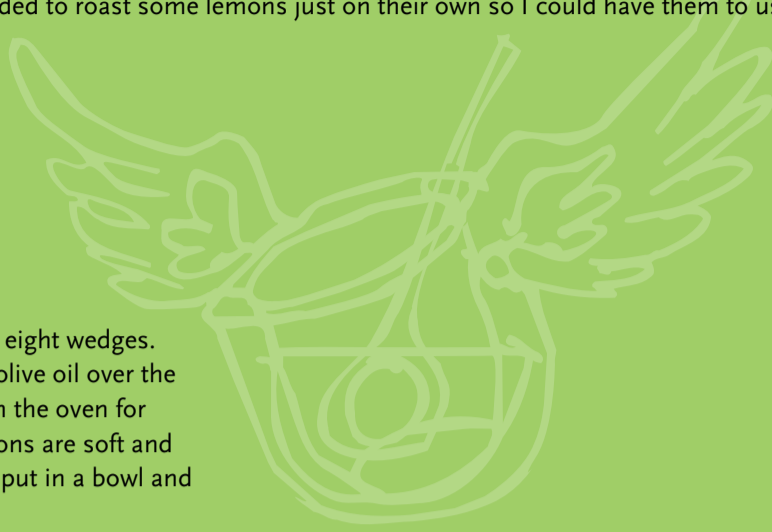 ded to roast some lemons just on their own so I could have them to us
eight wedges.
olive oil over the
n the oven for
ons are soft and
put in a bowl and